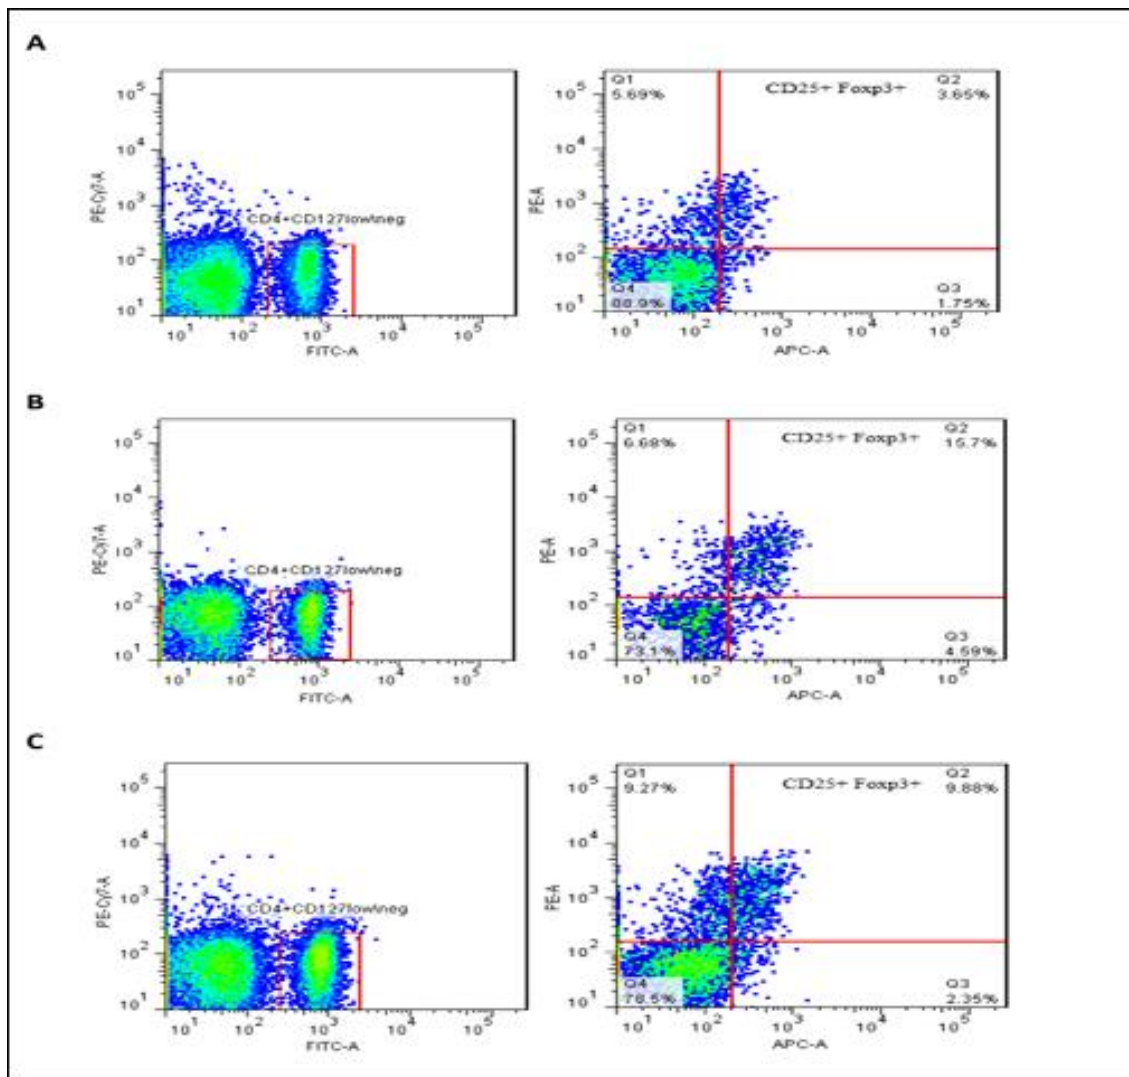 A
10^5
10^4
10^3
10^2
10^1
PE-Cy7-A
CD4+CD127low\neg
10^1 10^2 10^3 10^4 10^5
FITC-A
Q1
5.69%
CD25+ Foxp3+
Q2
3.65%
10^5
10^4
10^3
10^2
10^1
PE-A
Q4
88.9%
Q3
1.75%
10^1 10^2 10^3 10^4 10^5
APC-A
B
10^5
10^4
10^3
10^2
10^1
PE-Cy7-A
CD4+CD127low\neg
10^1 10^2 10^3 10^4 10^5
FITC-A
Q1
6.68%
CD25+ Foxp3+
Q2
15.7%
10^5
10^4
10^3
10^2
10^1
PE-A
Q4
73.1%
Q3
4.59%
10^1 10^2 10^3 10^4 10^5
APC-A
C
10^5
10^4
10^3
10^2
10^1
PE-Cy7-A
CD4+CD127low\neg
10^1 10^2 10^3 10^4 10^5
FITC-A
Q1
9.27%
CD25+ Foxp3+
Q2
9.88%
10^5
10^4
10^3
10^2
10^1
PE-A
Q4
78.5%
Q3
2.35%
10^1 10^2 10^3 10^4 10^5
APC-A